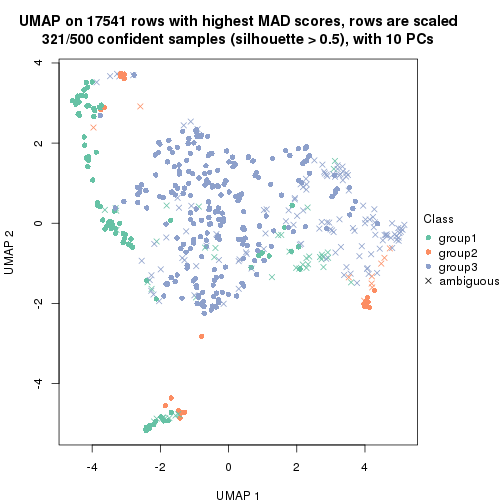 UMAP on 17541 rows with highest MAD scores, rows are scaled
321/500 confident samples (silhouette > 0.5), with 10 PCs
4
2
0
-2
-4
UMAP 2
-4
-2
0
2
4
UMAP 1
Class
group1
group2
group3
ambiguous